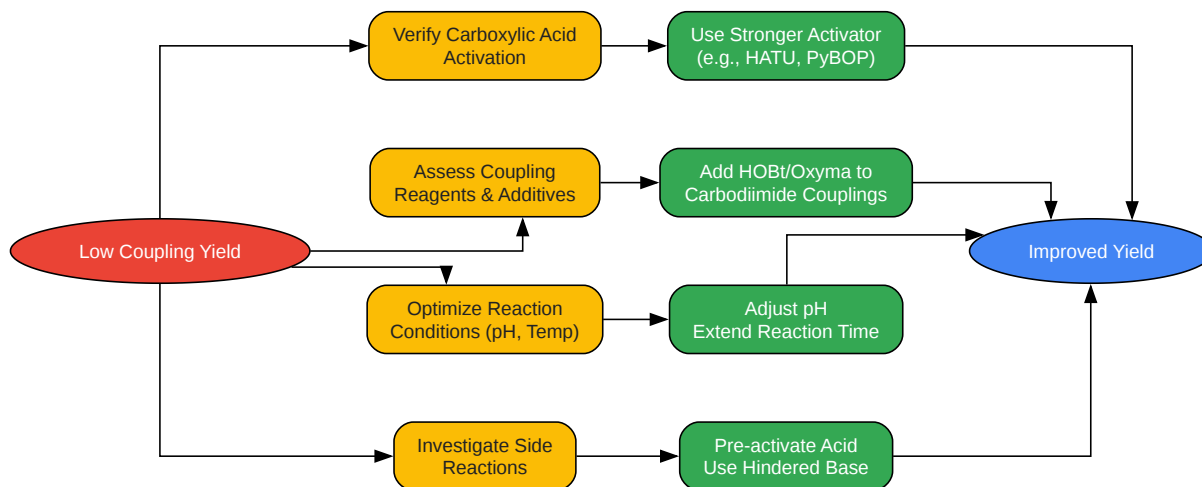 Verify Carboxylic Acid
Activation
Use Stronger Activator
(e.g., HATU, PyBOP)
Assess Coupling
Reagents & Additives
Add HOBt/Oxyma to
Carbodiimide Couplings
Low Coupling Yield
Improved Yield
Optimize Reaction
Conditions (pH, Temp)
Adjust pH
Extend Reaction Time
Investigate Side
Reactions
Pre-activate Acid
Use Hindered Base